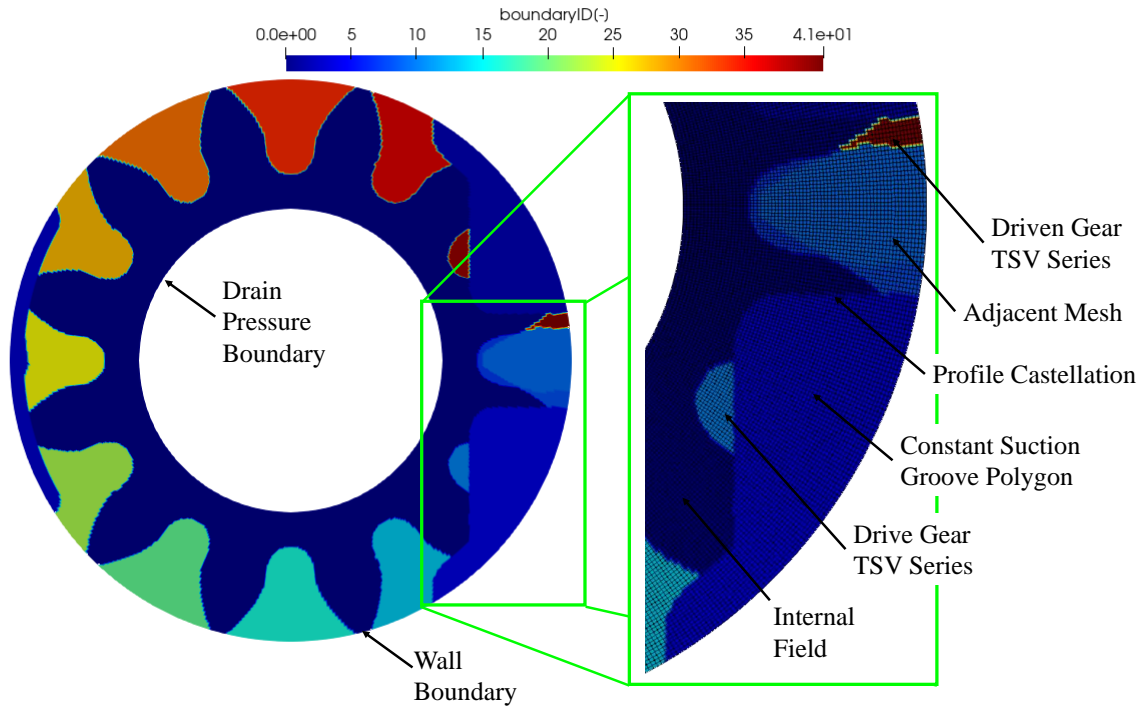 boundaryID(-)
0.0e+00 5 10 15 20 25 30 35 4.1e+01
Drain
Pressure
Boundary
Wall
Boundary
Driven Gear
TSV Series
Adjacent Mesh
Profile Castellation
Constant Suction
Groove Polygon
Drive Gear
TSV Series
Internal
Field